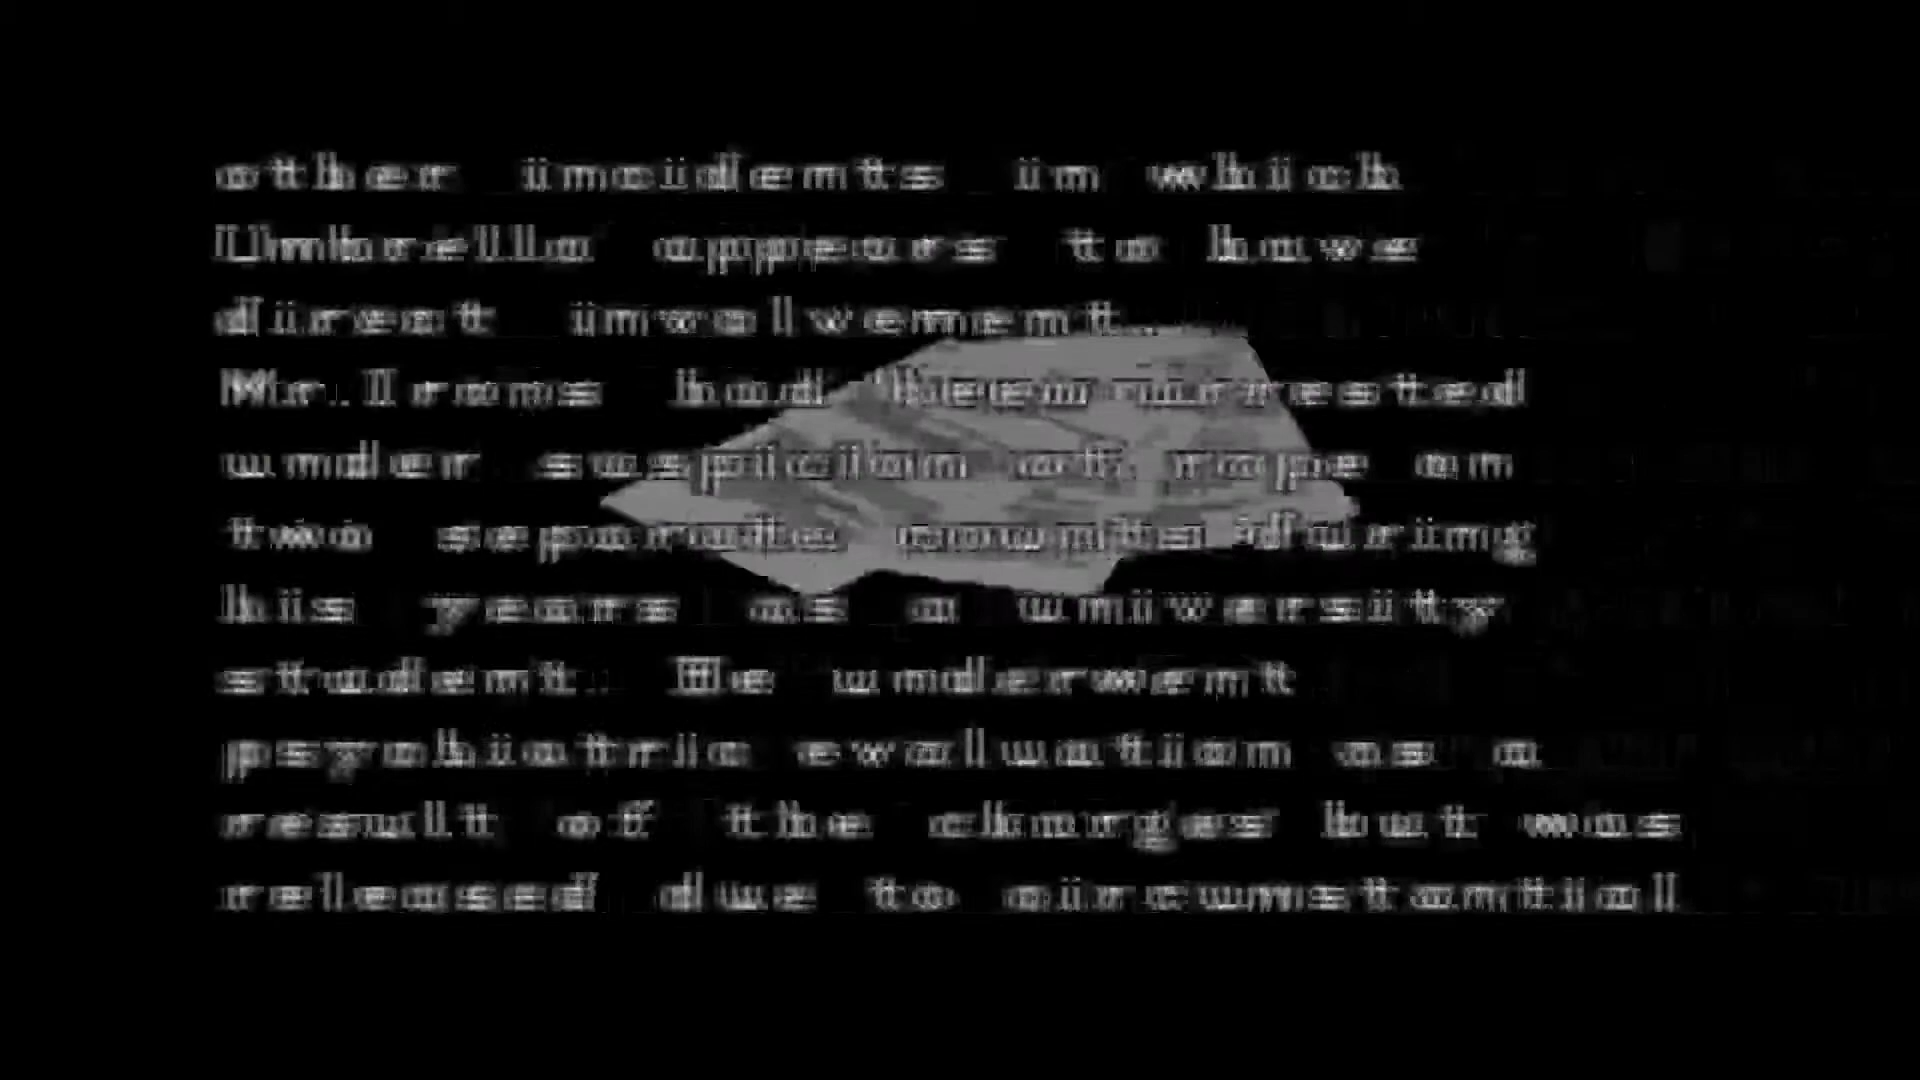 other incidents in which
Umbrella appears to have
direct involvement.
Mr. Irons had been arrested
under suspicion of rape on
two separate counts during
his years as a university
student. He underwent
psychiatric evaluation as a
result of the charges but was
released due to circumstantial